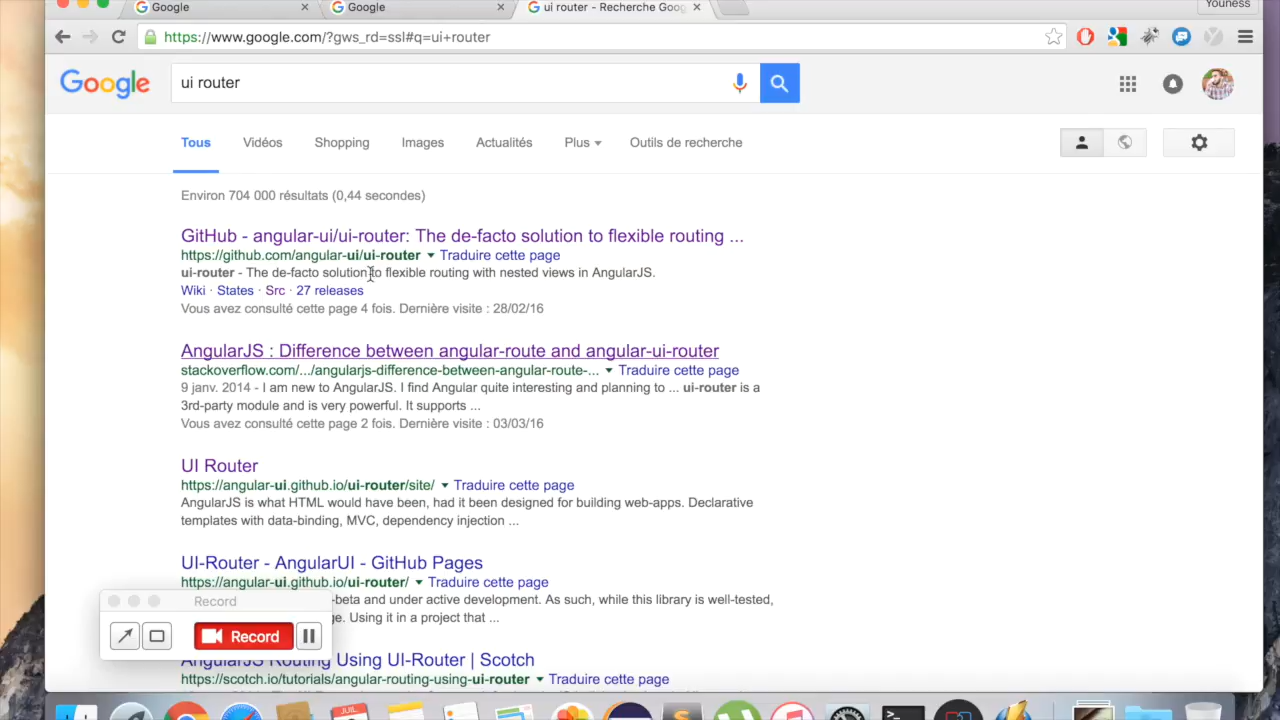 Google
Google
ui router - Recherche Goog
Youness
https://www.google.com/?gws_rd=ssl#q=ui+router
Google
ui router
Tous Vidéos Shopping Images Actualités Plus Outils de recherche
Environ 704 000 résultats (0,44 secondes)
GitHub - angular-ui/ui-router: The de-facto solution to flexible routing ...
https://github.com/angular-ui/ui-router Traduire cette page
ui-router - The de-facto solution to flexible routing with nested views in AngularJS.
Wiki · States · Src · 27 releases
Vous avez consulté cette page 4 fois. Dernière visite : 28/02/16
AngularJS : Difference between angular-route and angular-ui-router
stackoverflow.com/.../angularjs-difference-between-angular-route-... Traduire cette page
9 janv. 2014 - I am new to AngularJS. I find Angular quite interesting and planning to ... ui-router is a
3rd-party module and is very powerful. It supports ...
Vous avez consulté cette page 2 fois. Dernière visite : 03/03/16
UI Router
https://angular-ui.github.io/ui-router/site/ Traduire cette page
AngularJS is what HTML would have been, had it been designed for building web-apps. Declarative
templates with data-binding, MVC, dependency injection ...
UI-Router - AngularUI - GitHub Pages
https://angular-ui.github.io/ui-router/ Traduire cette page
-beta and under active development. As such, while this library is well-tested,
ge. Using it in a project that ...
Record
Record
AngularJS Routing Using UI-Router | Scotch
https://scotch.io/tutorials/angular-routing-using-ui-router Traduire cette page